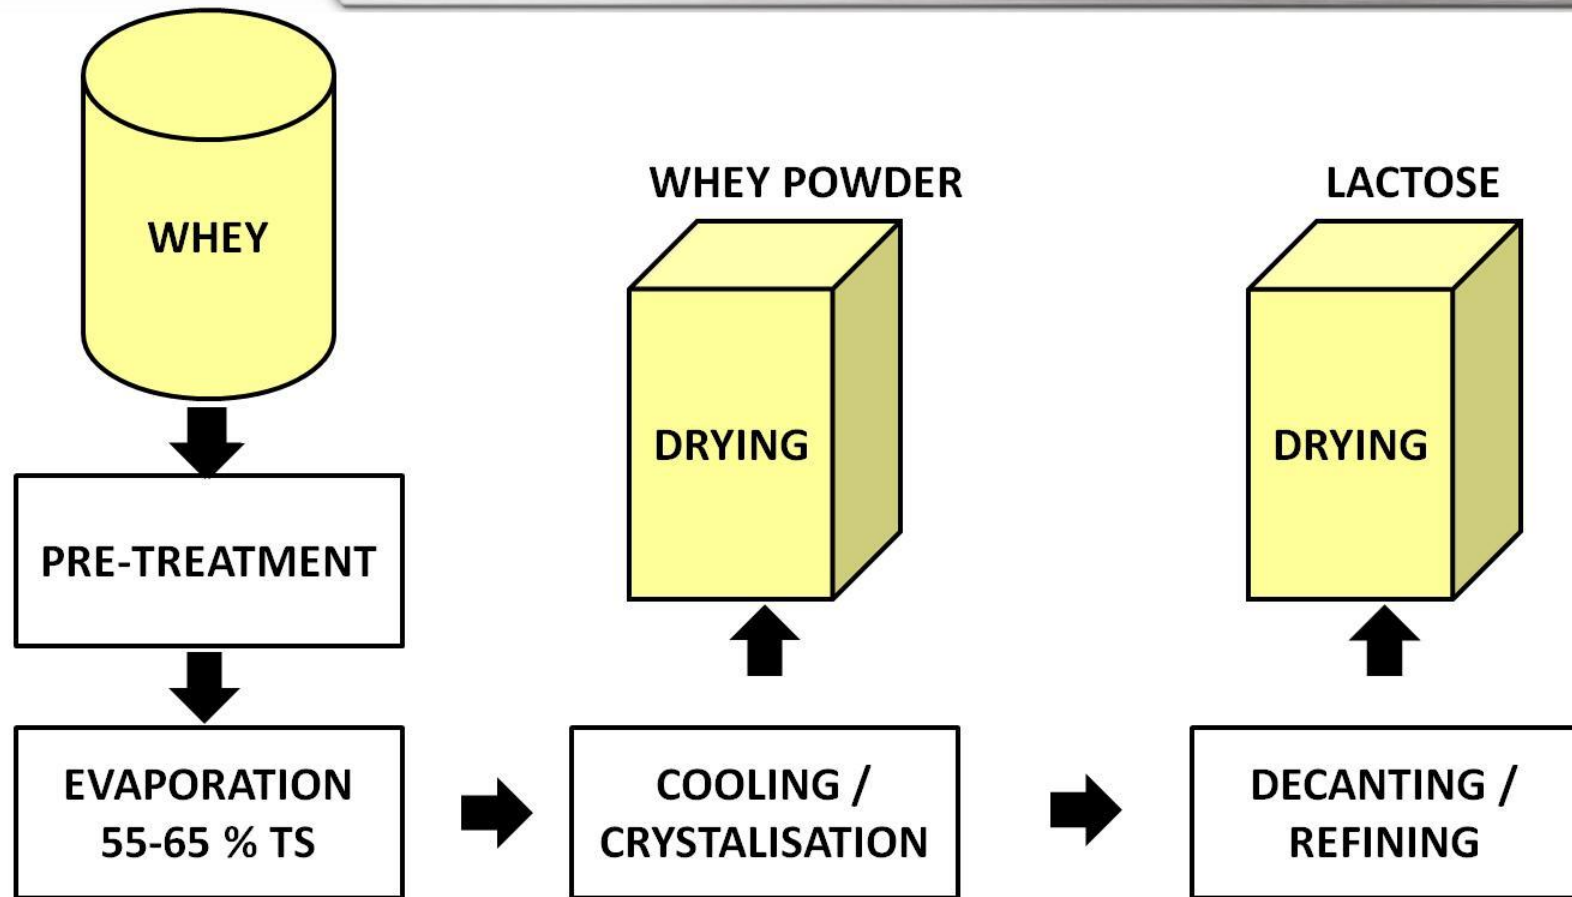 WHEY
PRE-TREATMENT
EVAPORATION
55-65 % TS
COOLING /
CRYSTALISATION
WHEY POWDER
DRYING
DECANTING /
REFINING
LACTOSE
DRYING